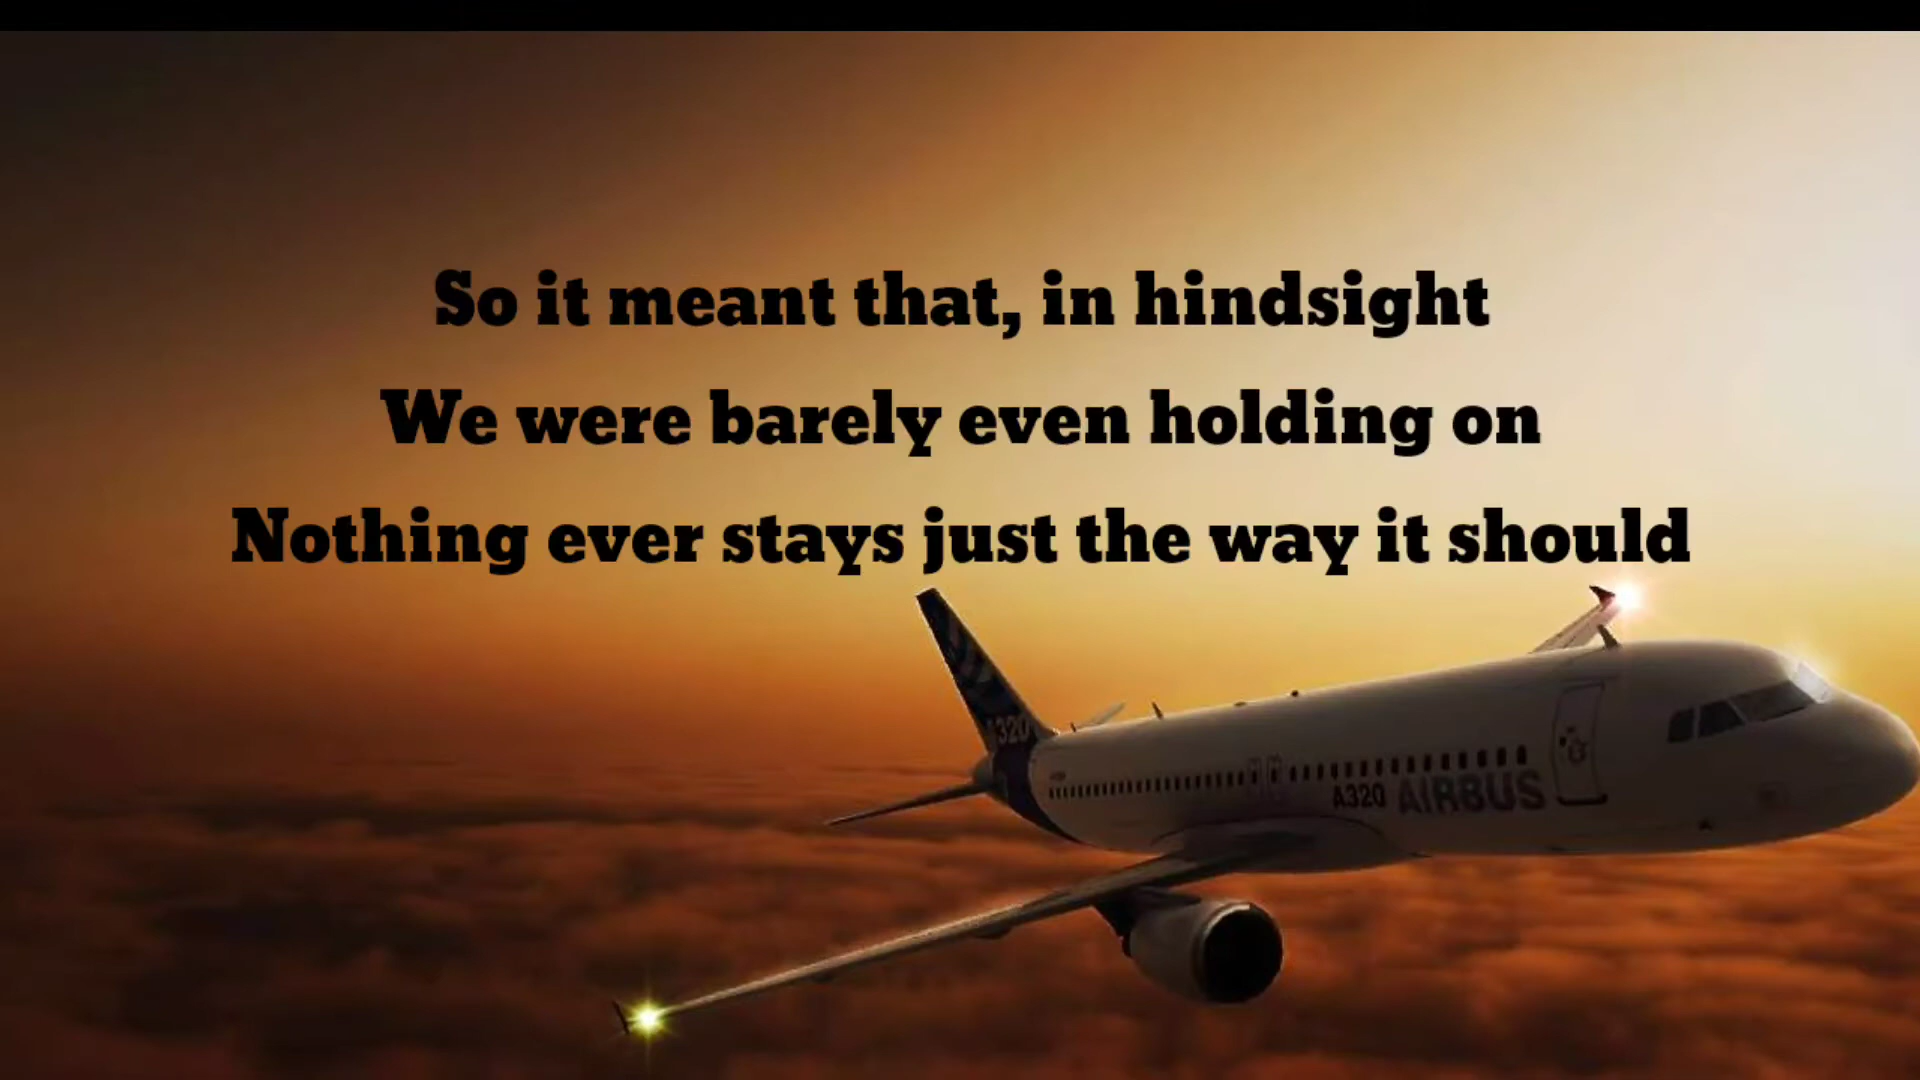 So it meant that, in hindsight
We were barely even holding on
Nothing ever stays just the way it should
A320
A320 AIRBUS